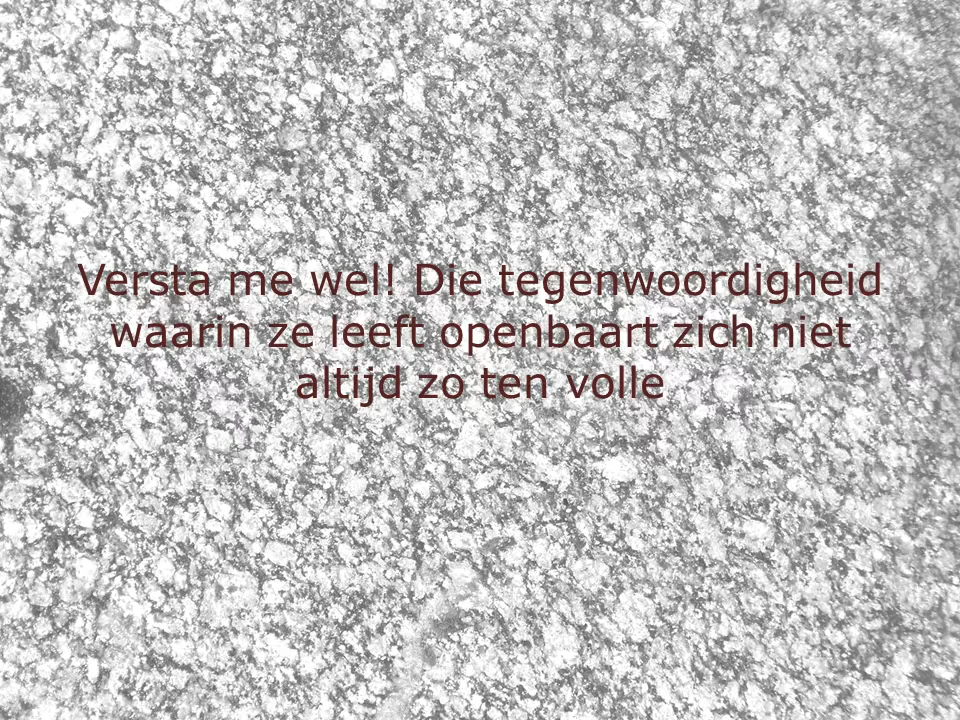 Versta me wel! Die tegenwoordigheid
waarin ze leeft openbaart zich niet
altijd zo ten volle